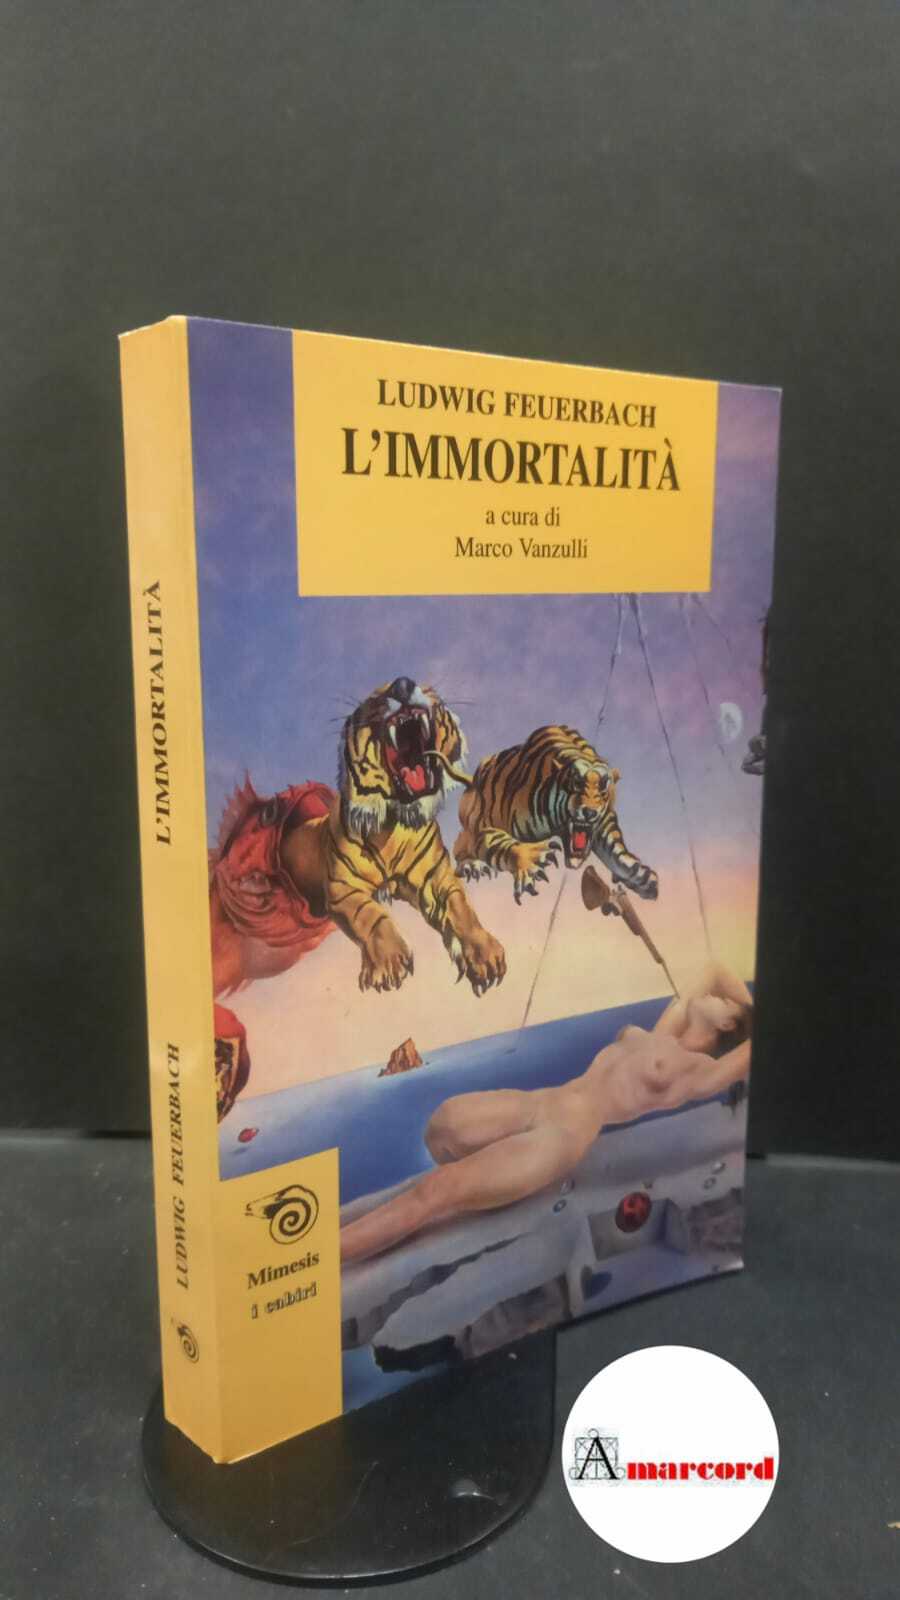 LUDWIG FEUERBACH
L'IMMORTALITÀ
a cura di
Marco Vanzulli
L'IMMORTALITÀ
LUDWIG FEUERBACH
Mimesis
i cabiri
Amarcord